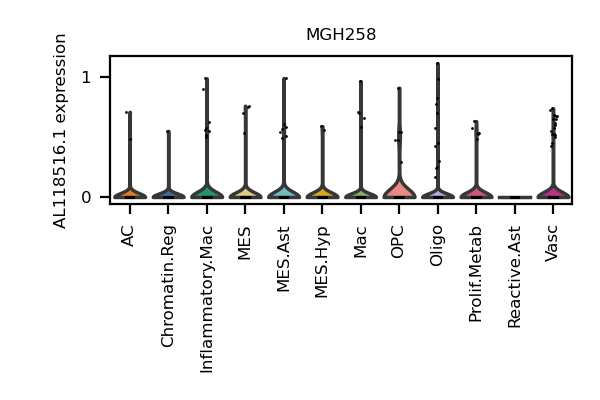 MGH258
AL118516.1 expression
1
0
AC
Chromatin.Reg
Inflammatory.Mac
MES
MES.Ast
MES.Hyp
Mac
OPC
Oligo
Prolif.Metab
Reactive.Ast
Vasc